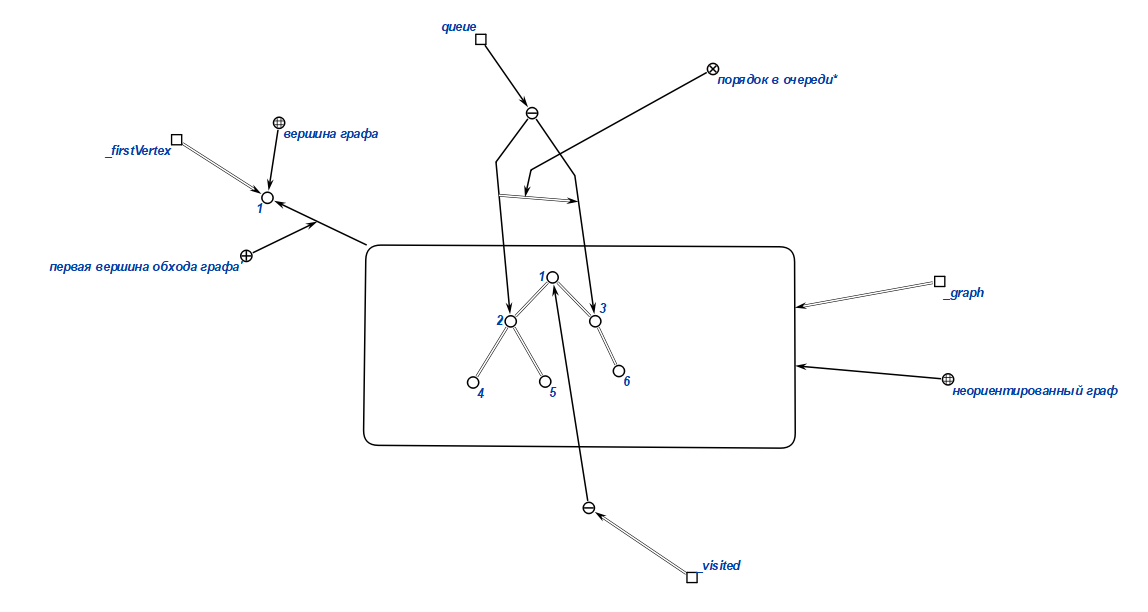 queue
порядок в очереди*
вершина графа
_firstVertex
1
первая вершина обхода графа'
1
_graph
3
2
6
4
5
неориентированный граф
_visited